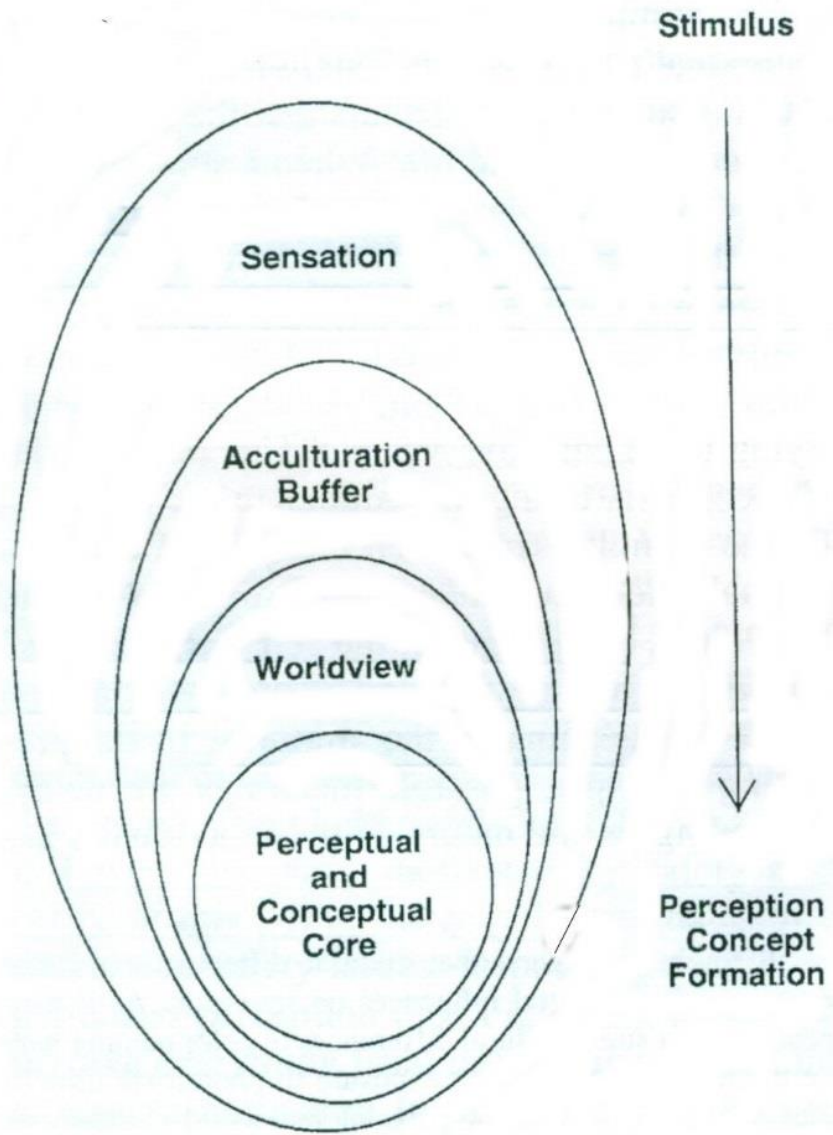 Stimulus
Sensation
Acculturation
Buffer
Worldview
Perceptual
and
Conceptual
Core
Perception
Concept
Formation